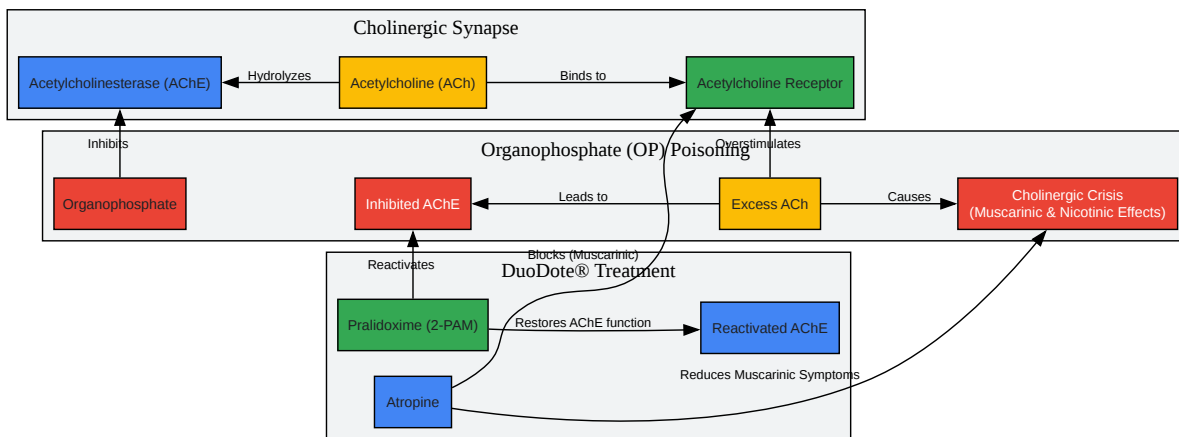 Cholinergic Synapse
Acetylcholinesterase (AChE)
Hydrolyzes
Acetylcholine (ACh)
Binds to
Acetylcholine Receptor
Inhibits
Overstimulates
Organophosphate (OP) Poisoning
Organophosphate
Inhibited AChE
Leads to
Excess ACh
Causes
Cholinergic Crisis
(Muscarinic & Nicotinic Effects)
Blocks (Muscarinic)
Reactivates
DuoDote® Treatment
Pralidoxime (2-PAM)
Restores AChE function
Reactivated AChE
Reduces Muscarinic Symptoms
Atropine